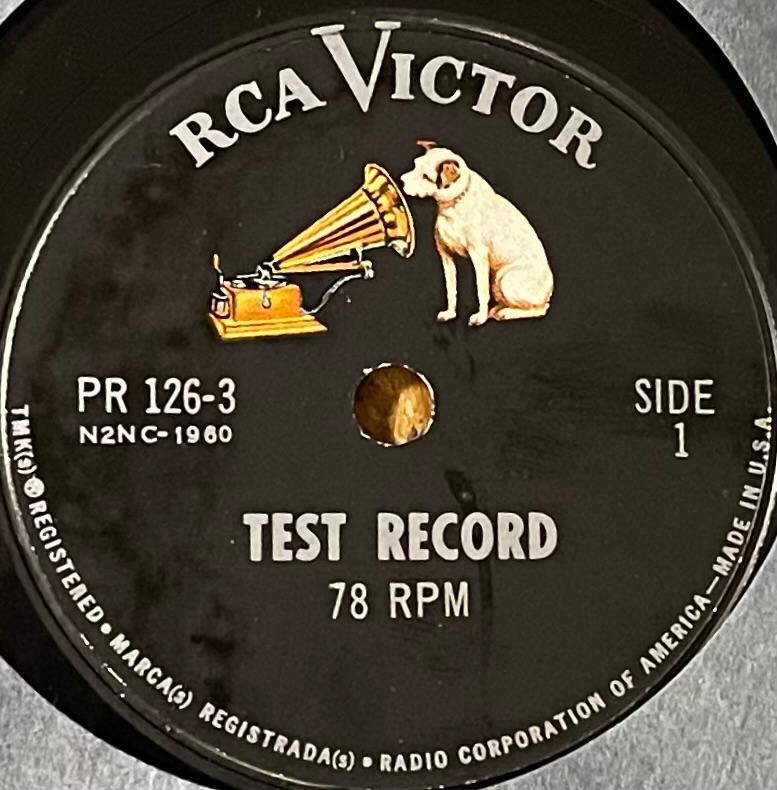 RCA VICTOR
PR 126-3
N2NC-1960
SIDE
1
TEST RECORD
78 RPM
TMK(s) ® REGISTERED • MARCA(s) REGISTRADA(s) • RADIO CORPORATION OF AMERICA—MADE IN U.S.A.